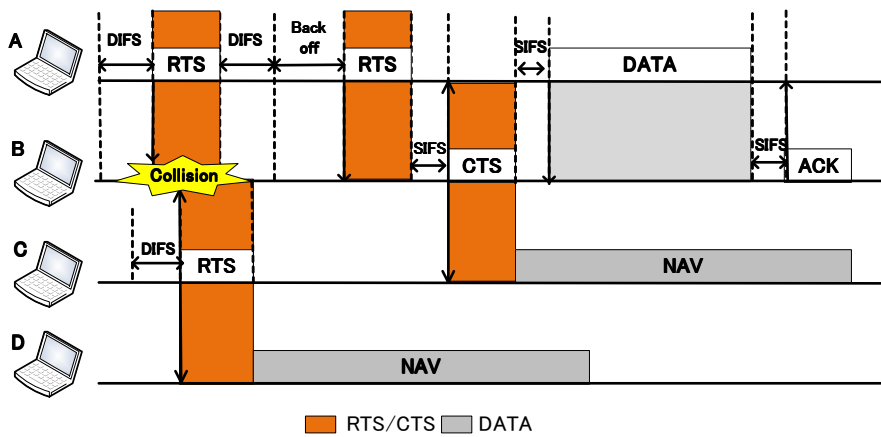 A
DIFS
RTS
DIFS
Back
off
RTS
SIFS
DATA
B
Collision
SIFS
CTS
SIFS
ACK
C
DIFS
RTS
NAV
D
NAV
RTS/CTS
DATA